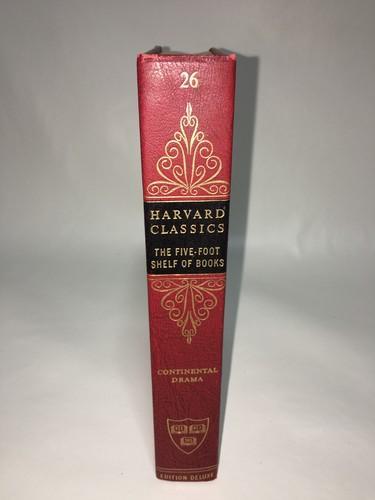 26
HARVARD
CLASSICS
THE FIVE-FOOT
SHELF OF BOOKS
CONTINENTAL
DRAMA
EDITION DELUXE